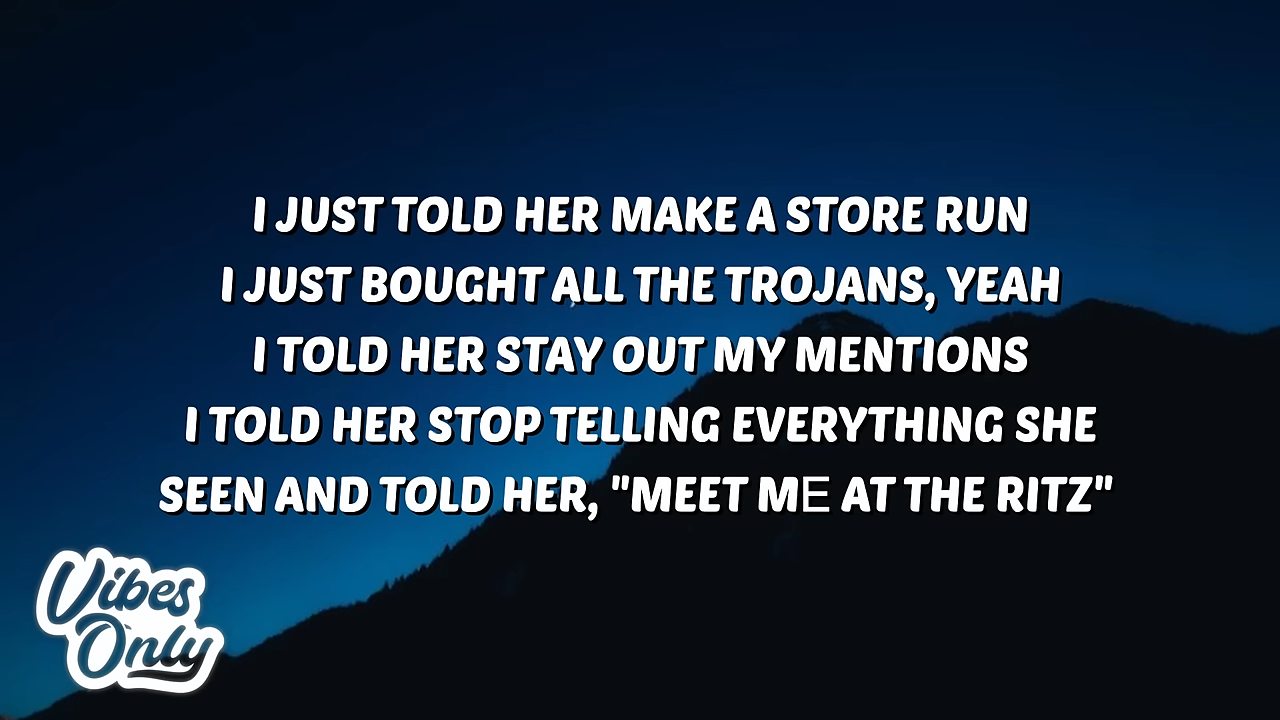 I JUST TOLD HER MAKE A STORE RUN
I JUST BOUGHT ALL THE TROJANS, YEAH
I TOLD HER STAY OUT MY MENTIONS
I TOLD HER STOP TELLING EVERYTHING SHE
SEEN AND TOLD HER, "MEET ME AT THE RITZ"
Vibes
Only